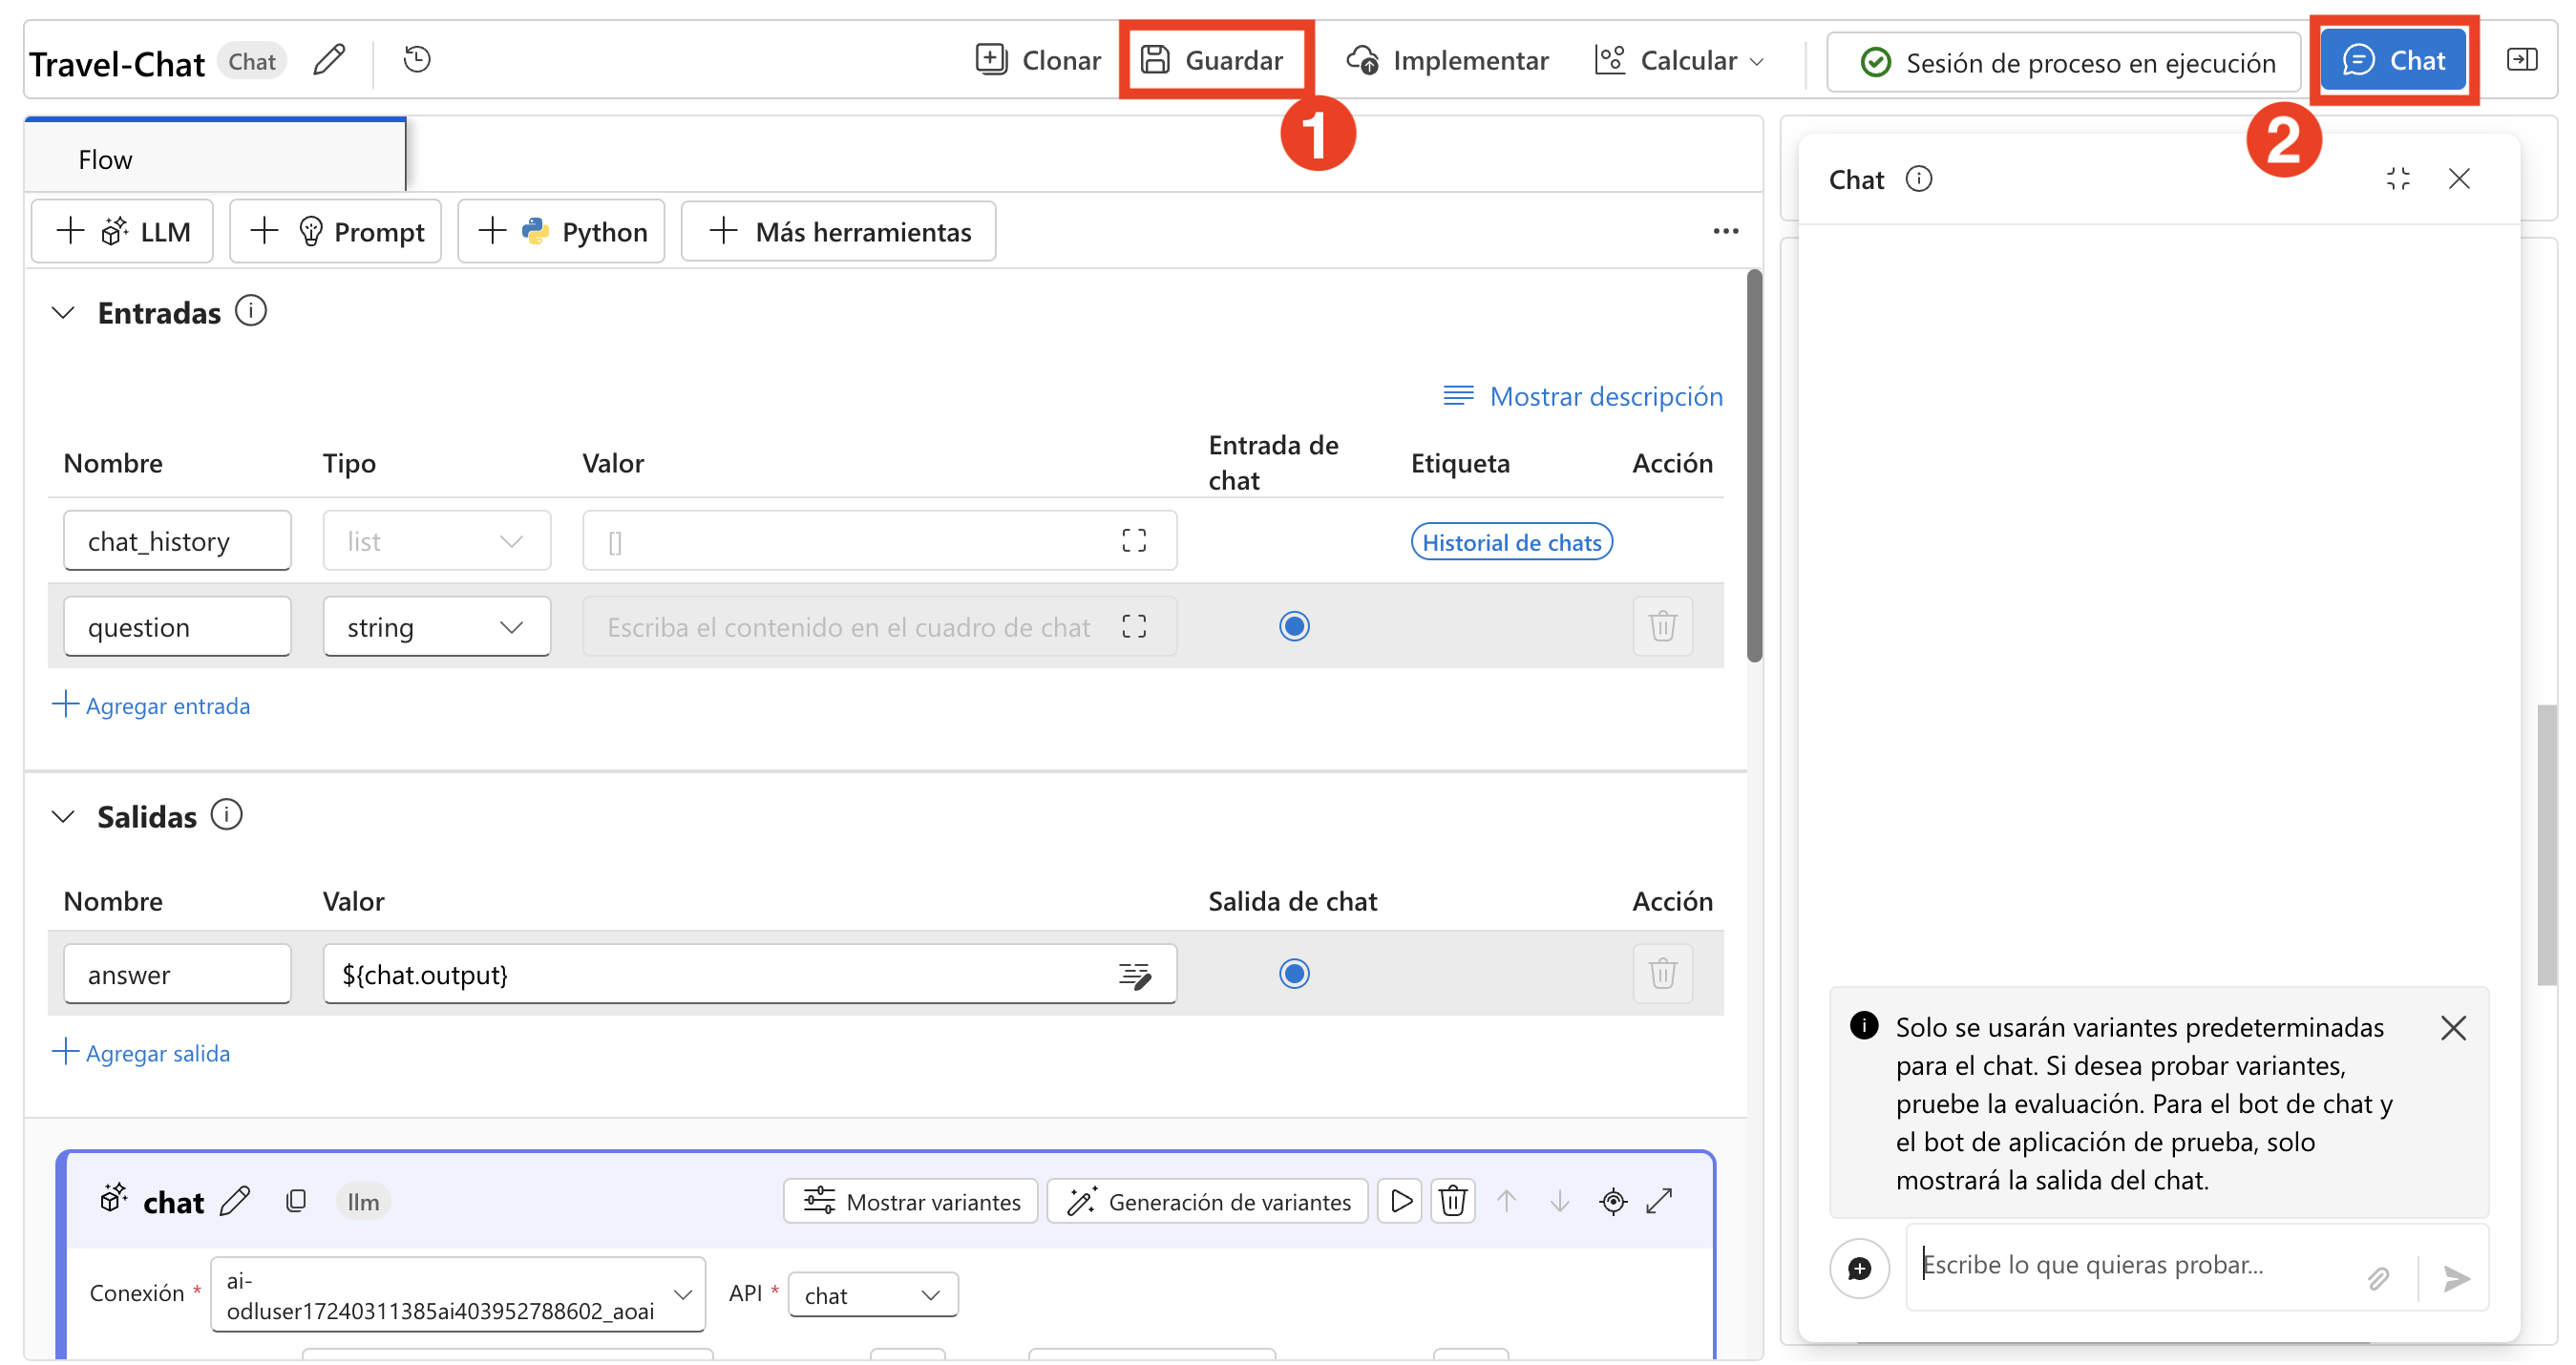 Travel-Chat Chat Clonar Guardar Implementar Calcular Sesión de proceso en ejecución Chat
1
2
Flow
LLM Prompt Python Más herramientas
Entradas
Mostrar descripción
Nombre Tipo Valor Entrada de chat Etiqueta Acción
chat_history list [] Historial de chats
question string Escriba el contenido en el cuadro de chat
Agregar entrada
Salidas
Nombre Valor Salida de chat Acción
answer ${chat.output}
Agregar salida
chat llm Mostrar variantes Generación de variantes
Conexión * ai-
odluser17240311385ai403952788602_aoai API * chat
Chat
Solo se usarán variantes predeterminadas
para el chat. Si desea probar variantes,
pruebe la evaluación. Para el bot de chat y
el bot de aplicación de prueba, solo
mostrará la salida del chat.
Escribe lo que quieras probar...